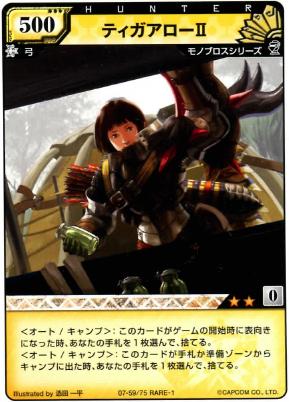 HUNTER
500
ティガアローⅡ
弓
モノブロスシリーズ
0
<オート / キャンプ>:このカードがゲームの開始時に表向き
になった時、あなたの手札を1枚選んで、捨てる。
<オート / キャンプ>:このカードが手札か準備ゾーンから
キャンプに出た時、あなたの手札を1枚選んで、捨てる。
Illustrated by 添田 一平
07-59/75 RARE-1
©CAPCOM CO., LTD.